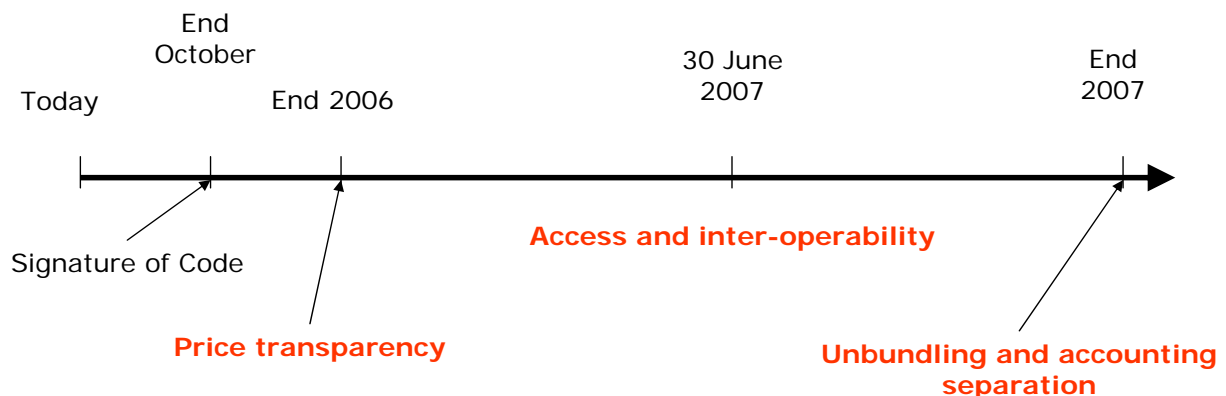 End
October
30 June
2007
End
2007
Today
End 2006
Access and inter-operability
Signature of Code
Price transparency
Unbundling and accounting
separation